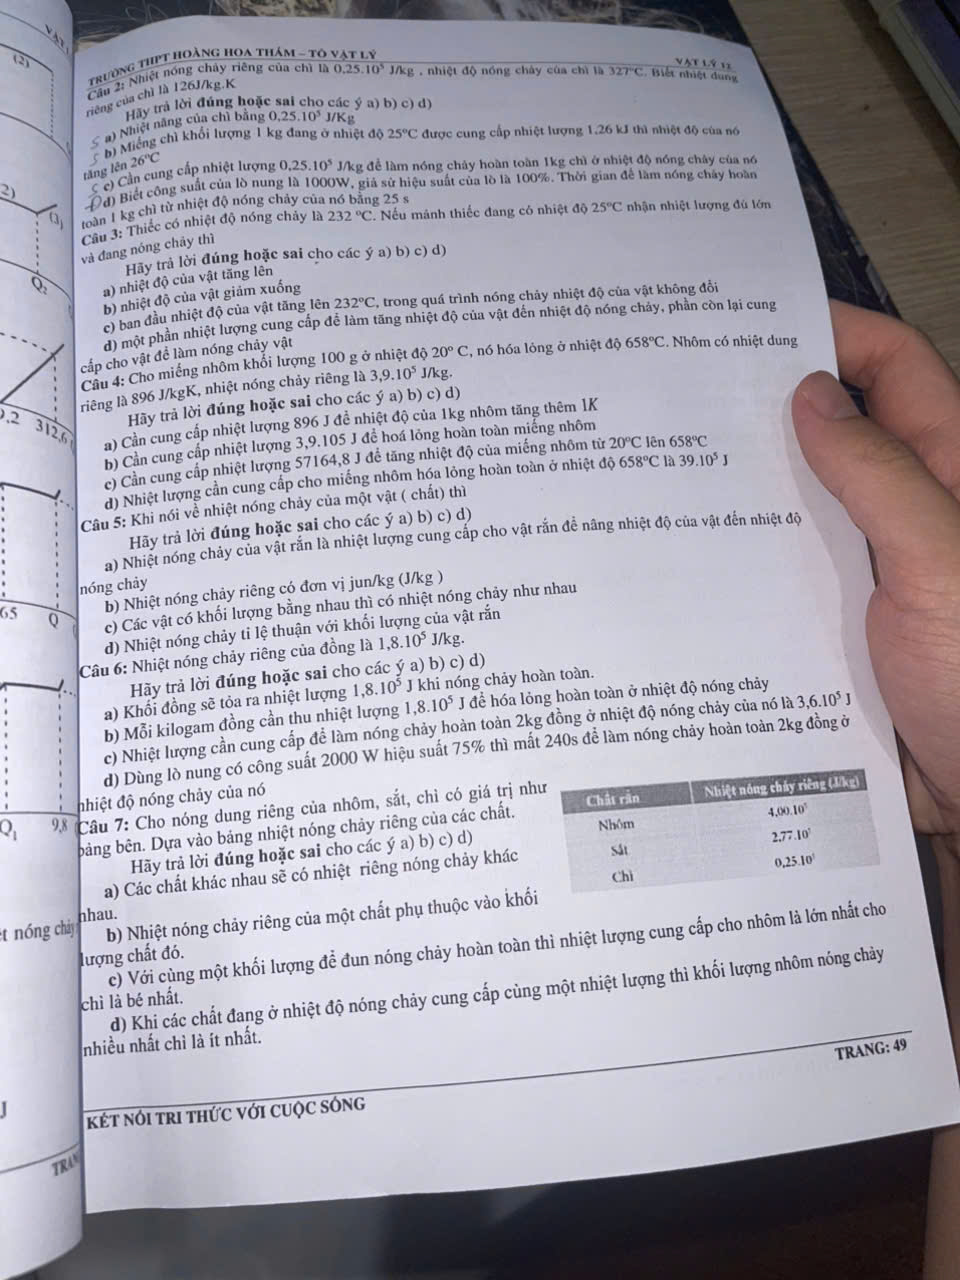 VẬT L
(2)
2)
(3)
Q₂
0,2
312,6
65
Q
Q₁
9,8
t nóng chảy
J
TRAN
TRƯỜNG THPT HOÀNG HOA THÁM – TỔ VẬT LÝ
VẬT LÝ 12
Câu 2: Nhiệt nóng chảy riêng của chì là 0,25.10⁵ J/kg , nhiệt độ nóng chảy của chì là 327°C. Biết nhiệt dung
riêng của chì là 126J/kg.K
Hãy trả lời đúng hoặc sai cho các ý a) b) c) d)
S a) Nhiệt năng của chì bằng 0,25.10⁵ J/Kg
S b) Miếng chì khối lượng 1 kg đang ở nhiệt độ 25°C được cung cấp nhiệt lượng 1,26 kJ thì nhiệt độ của nó
tăng lên 26°C
S c) Cần cung cấp nhiệt lượng 0,25.10⁵ J/kg để làm nóng chảy hoàn toàn 1kg chì ở nhiệt độ nóng chảy của nó
Đ d) Biết công suất của lò nung là 1000W, giả sử hiệu suất của lò là 100%. Thời gian để làm nóng chảy hoàn
toàn 1 kg chì từ nhiệt độ nóng chảy của nó bằng 25 s
Câu 3: Thiếc có nhiệt độ nóng chảy là 232 °C. Nếu mảnh thiếc đang có nhiệt độ 25°C nhận nhiệt lượng đủ lớn
và đang nóng chảy thì
Hãy trả lời đúng hoặc sai cho các ý a) b) c) d)
a) nhiệt độ của vật tăng lên
b) nhiệt độ của vật giảm xuống
c) ban đầu nhiệt độ của vật tăng lên 232°C, trong quá trình nóng chảy nhiệt độ của vật không đổi
d) một phần nhiệt lượng cung cấp để làm tăng nhiệt độ của vật đến nhiệt độ nóng chảy, phần còn lại cung
cấp cho vật để làm nóng chảy vật
Câu 4: Cho miếng nhôm khối lượng 100 g ở nhiệt độ 20° C, nó hóa lỏng ở nhiệt độ 658°C. Nhôm có nhiệt dung
riêng là 896 J/kgK, nhiệt nóng chảy riêng là 3,9.10⁵ J/kg.
Hãy trả lời đúng hoặc sai cho các ý a) b) c) d)
a) Cần cung cấp nhiệt lượng 896 J để nhiệt độ của 1kg nhôm tăng thêm 1K
b) Cần cung cấp nhiệt lượng 3,9.105 J để hoá lỏng hoàn toàn miếng nhôm
c) Cần cung cấp nhiệt lượng 57164,8 J để tăng nhiệt độ của miếng nhôm từ 20°C lên 658°C
d) Nhiệt lượng cần cung cấp cho miếng nhôm hóa lỏng hoàn toàn ở nhiệt độ 658°C là 39.10⁵ J
Câu 5: Khi nói về nhiệt nóng chảy của một vật ( chất) thì
Hãy trả lời đúng hoặc sai cho các ý a) b) c) d)
a) Nhiệt nóng chảy của vật rắn là nhiệt lượng cung cấp cho vật rắn để nâng nhiệt độ của vật đến nhiệt độ
nóng chảy
b) Nhiệt nóng chảy riêng có đơn vị jun/kg (J/kg )
c) Các vật có khối lượng bằng nhau thì có nhiệt nóng chảy như nhau
d) Nhiệt nóng chảy tỉ lệ thuận với khối lượng của vật rắn
Câu 6: Nhiệt nóng chảy riêng của đồng là 1,8.10⁵ J/kg.
Hãy trả lời đúng hoặc sai cho các ý a) b) c) d)
a) Khối đồng sẽ tỏa ra nhiệt lượng 1,8.10⁵ J khi nóng chảy hoàn toàn.
b) Mỗi kilogam đồng cần thu nhiệt lượng 1,8.10⁵ J để hóa lỏng hoàn toàn ở nhiệt độ nóng chảy
c) Nhiệt lượng cần cung cấp để làm nóng chảy hoàn toàn 2kg đồng ở nhiệt độ nóng chảy của nó là 3,6.10⁵ J
d) Dùng lò nung có công suất 2000 W hiệu suất 75% thì mất 240s để làm nóng chảy hoàn toàn 2kg đồng ở
nhiệt độ nóng chảy của nó
Câu 7: Cho nóng dung riêng của nhôm, sắt, chì có giá trị như
bảng bên. Dựa vào bảng nhiệt nóng chảy riêng của các chất.
Hãy trả lời đúng hoặc sai cho các ý a) b) c) d)
a) Các chất khác nhau sẽ có nhiệt riêng nóng chảy khác
nhau.
b) Nhiệt nóng chảy riêng của một chất phụ thuộc vào khối
lượng chất đó.
Chất rắn Nhiệt nóng chảy riêng (J/kg)
Nhôm 4,00.10⁵
Sắt 2,77.10⁵
Chì 0,25.10⁵
c) Với cùng một khối lượng để đun nóng chảy hoàn toàn thì nhiệt lượng cung cấp cho nhôm là lớn nhất cho
chì là bé nhất.
d) Khi các chất đang ở nhiệt độ nóng chảy cung cấp cùng một nhiệt lượng thì khối lượng nhôm nóng chảy
nhiều nhất chì là ít nhất.
KẾT NỐI TRI THỨC VỚI CUỘC SỐNG
TRANG: 49